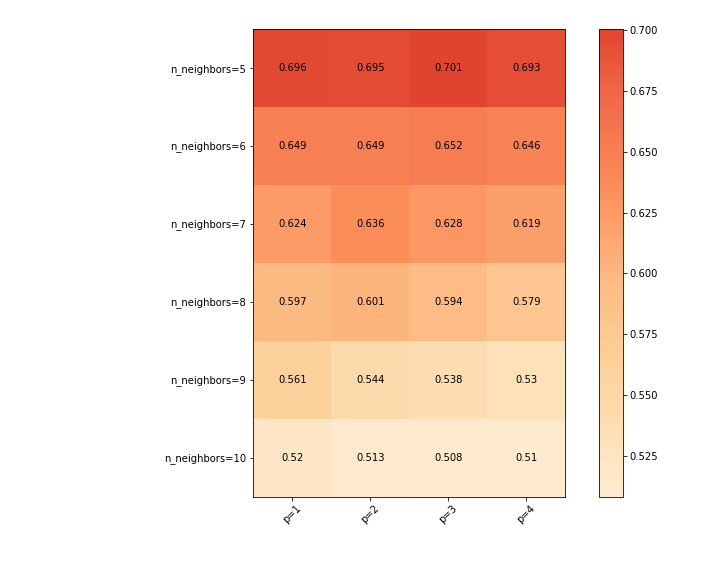 n_neighbors=5 0.696 0.695 0.701 0.693
n_neighbors=6 0.649 0.649 0.652 0.646
n_neighbors=7 0.624 0.636 0.628 0.619
n_neighbors=8 0.597 0.601 0.594 0.579
n_neighbors=9 0.561 0.544 0.538 0.53
n_neighbors=10 0.52 0.513 0.508 0.51
p=1 p=2 p=3 p=4
0.700
0.675
0.650
0.625
0.600
0.575
0.550
0.525